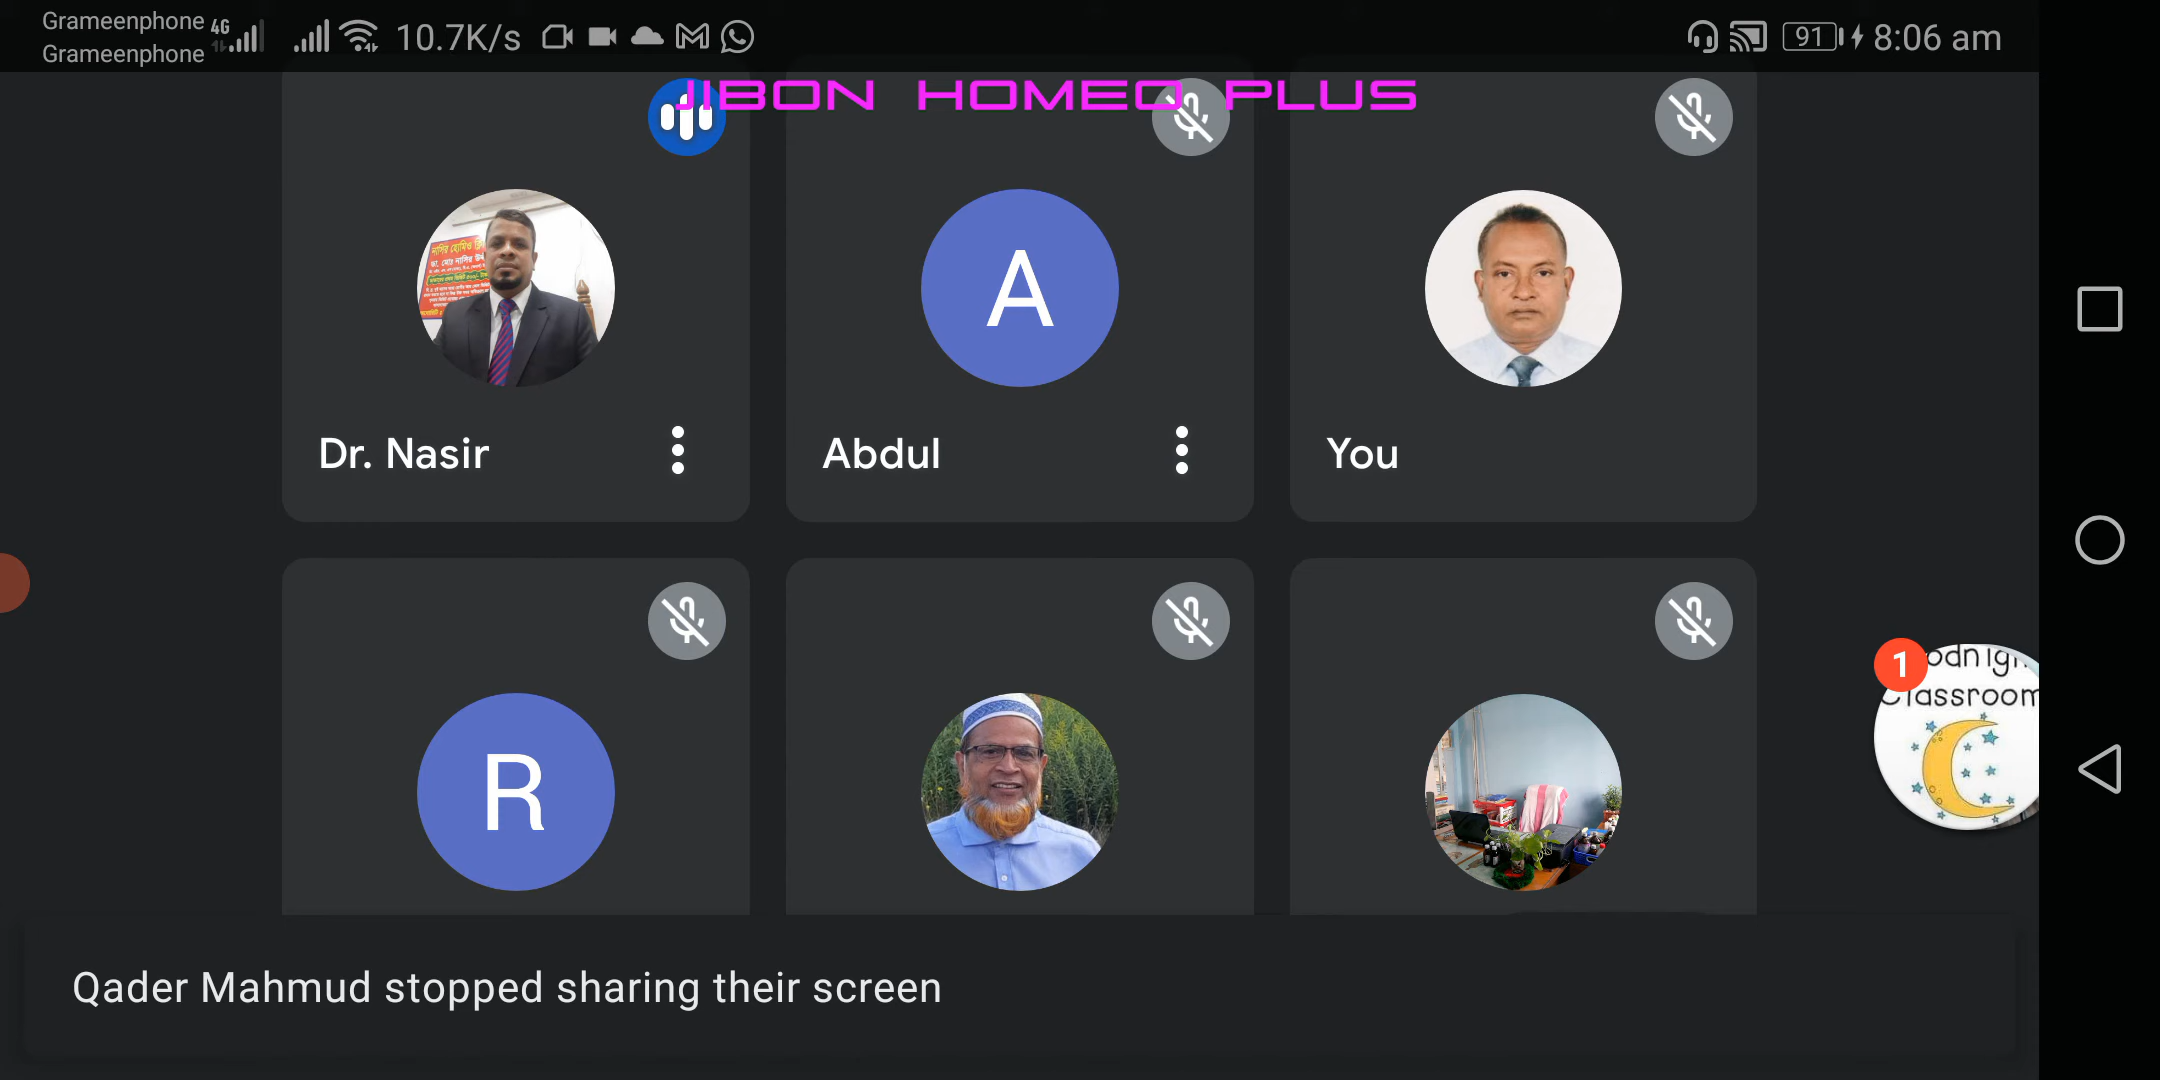 Grameenphone 4G
Grameenphone
10.7K/s
91
8:06 am
JIBON HOMEO PLUS
নাসির হোমিও
ডা. মোঃ নাসির উ
Dr. Nasir
A
Abdul
You
R
1
Classroom
Qader Mahmud stopped sharing their screen